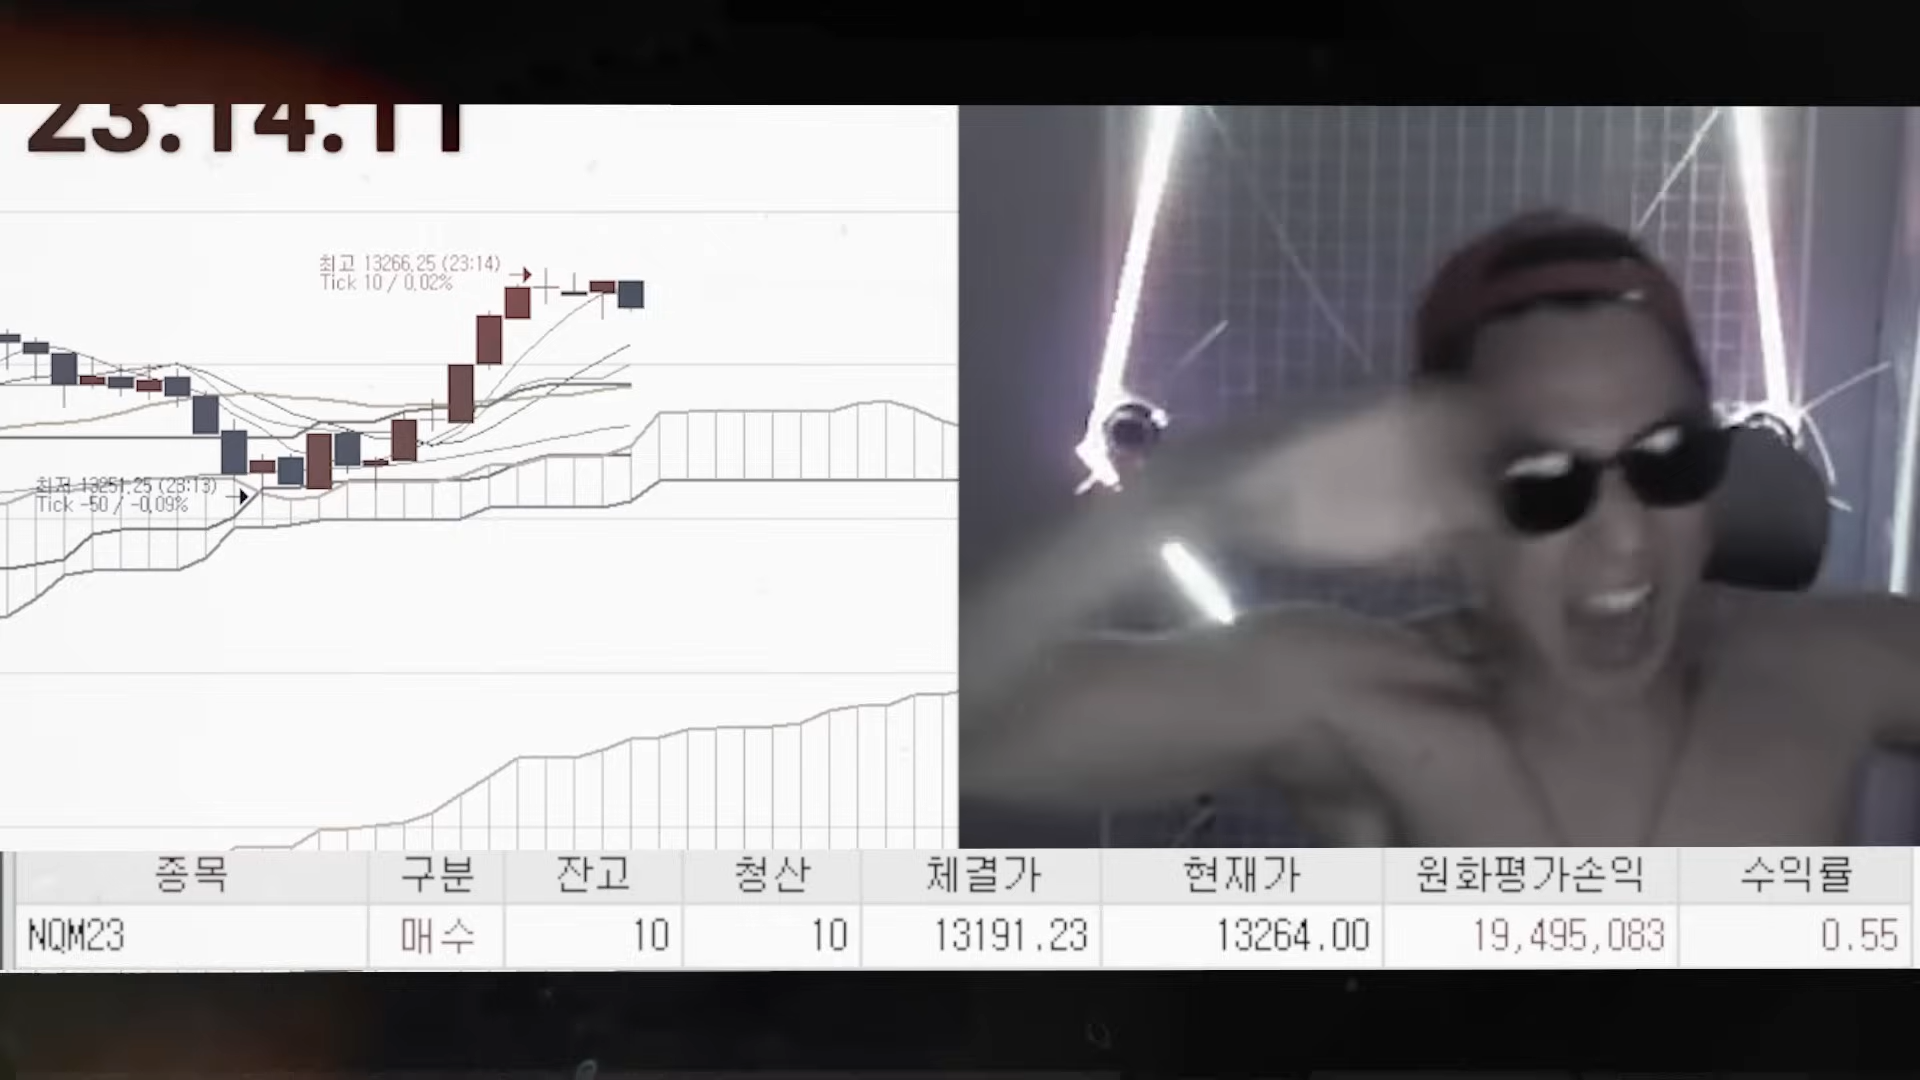 23:14:11
최고 13266.25 (23:14)
Tick 10 / 0.02%
최저 13251.25 (23:13)
Tick -50 / -0.09%
종목 구분 잔고 청산 체결가 현재가 원화평가손익 수익률
NQM23 매수 10 10 13191.23 13264.00 19,495,083 0.55